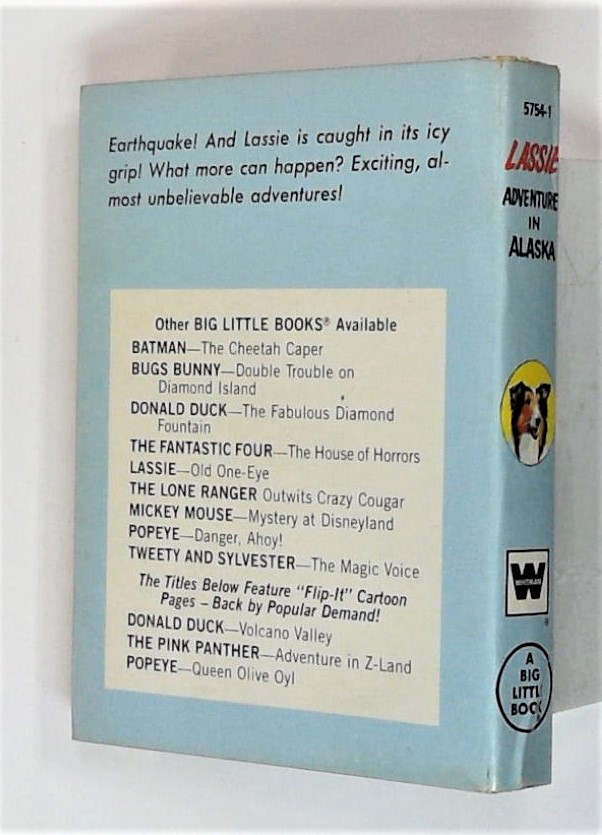 Earthquake! And Lassie is caught in its icy
grip! What more can happen? Exciting, al-
most unbelievable adventures!
Other BIG LITTLE BOOKS® Available
BATMAN—The Cheetah Caper
BUGS BUNNY—Double Trouble on
Diamond Island
DONALD DUCK—The Fabulous Diamond
Fountain
THE FANTASTIC FOUR—The House of Horrors
LASSIE—Old One-Eye
THE LONE RANGER Outwits Crazy Cougar
MICKEY MOUSE—Mystery at Disneyland
POPEYE—Danger, Ahoy!
TWEETY AND SYLVESTER—The Magic Voice
The Titles Below Feature "Flip-It" Cartoon
Pages – Back by Popular Demand!
DONALD DUCK—Volcano Valley
THE PINK PANTHER—Adventure in Z-Land
POPEYE—Queen Olive Oyl
5754-1
LASSIE
ADVENTURE
IN
ALASKA
W
WHITMAN
®
A
BIG
LITTLE
BOOK